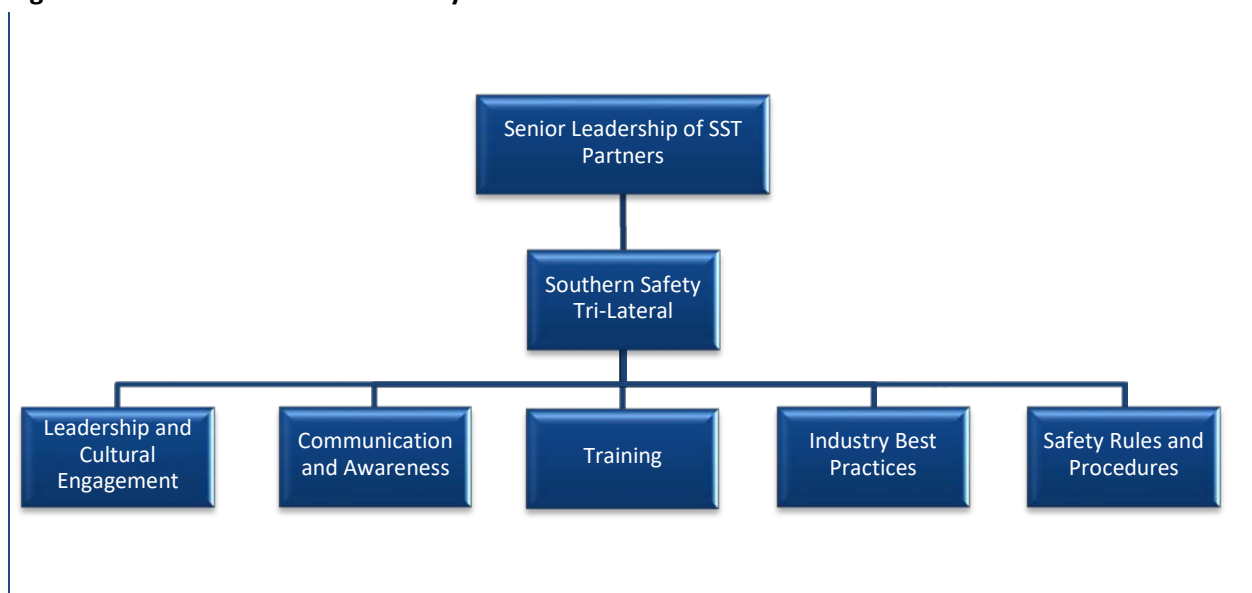 Senior Leadership of SST
Partners
Southern Safety
Tri-Lateral
Leadership and
Cultural
Engagement
Communication
and Awareness
Training
Industry Best
Practices
Safety Rules and
Procedures